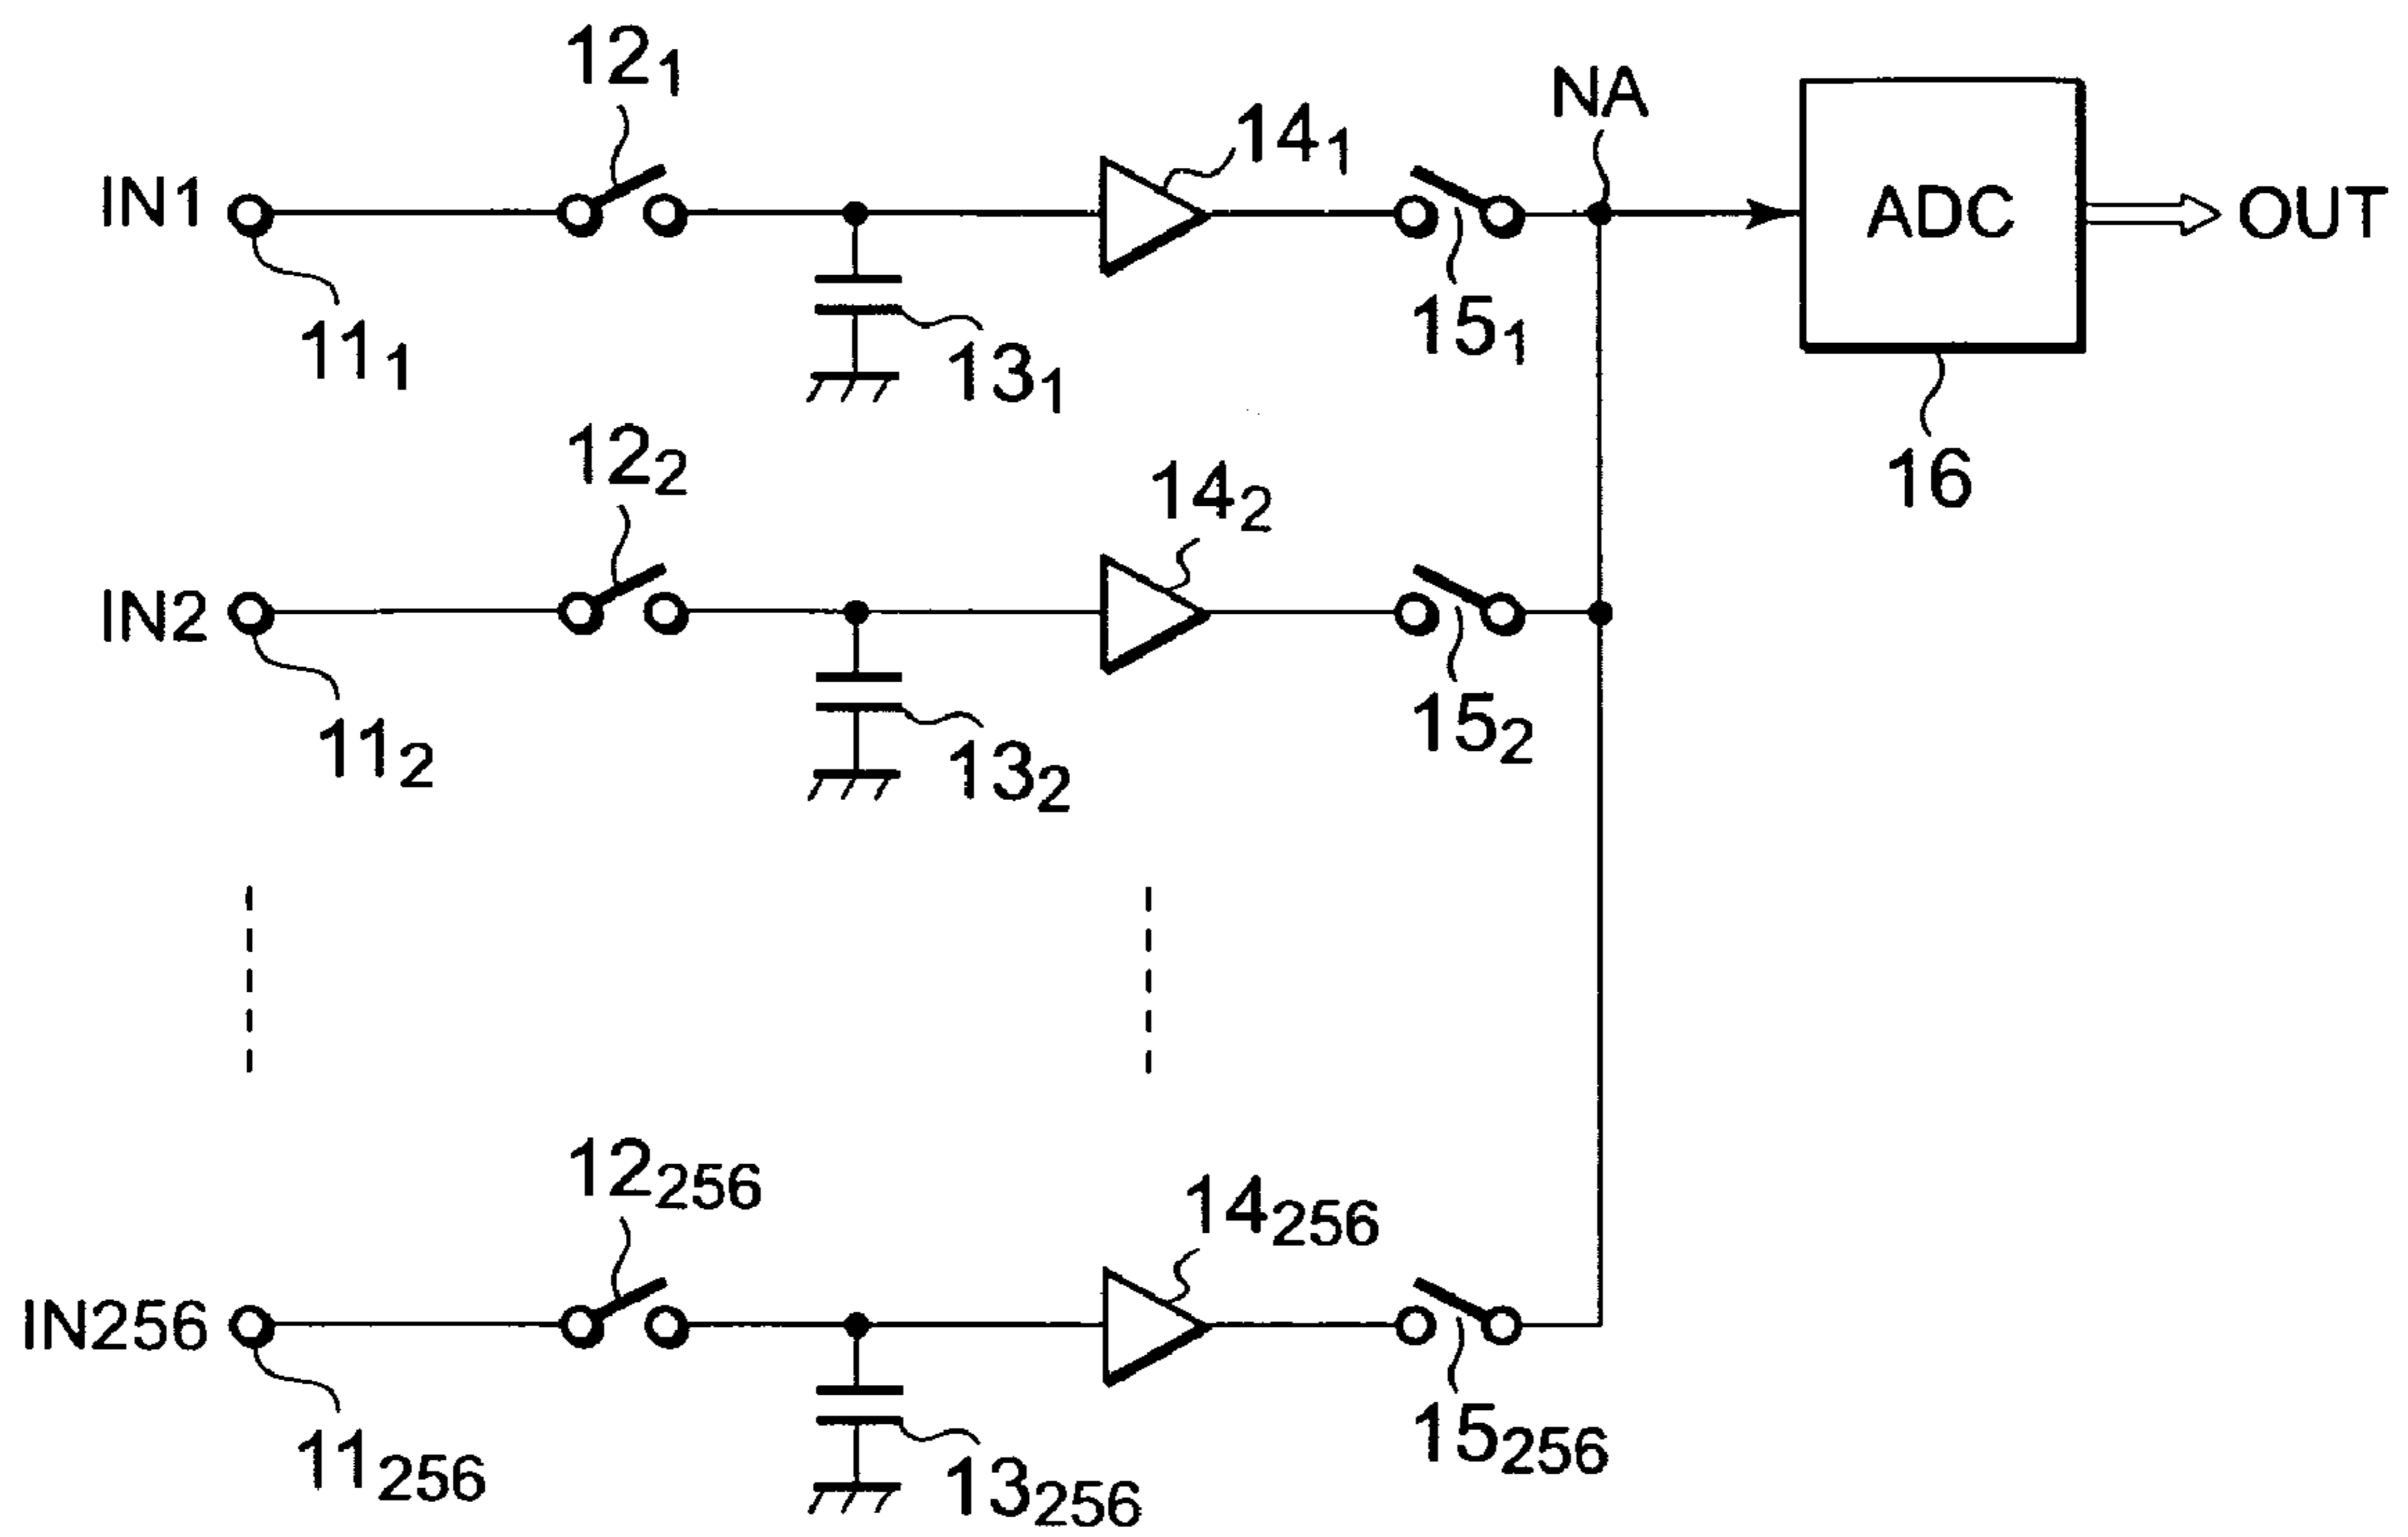 12₁
NA
14₁
IN1
ADC
OUT
11₁
13₁
15₁
16
12₂
14₂
IN2
11₂
13₂
15₂
12₂₅₆
14₂₅₆
IN256
11₂₅₆
13₂₅₆
15₂₅₆